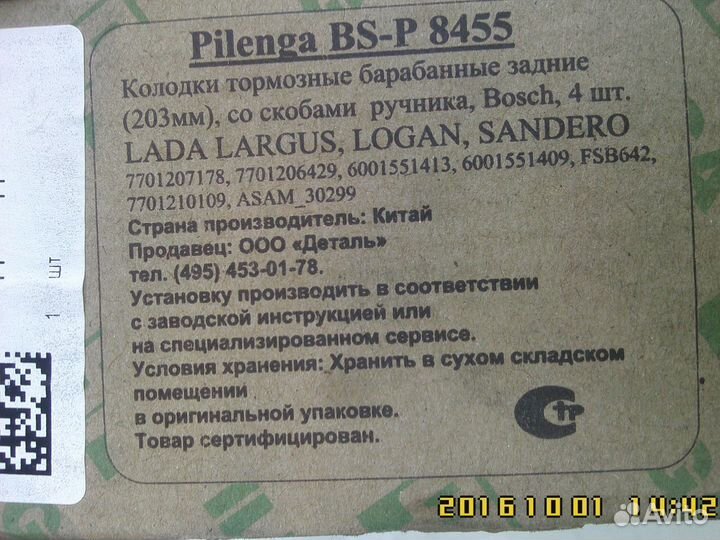 Pilenga BS-P 8455
Колодки тормозные барабанные задние
(203мм), со скобами ручника, Bosch, 4 шт.
LADA LARGUS, LOGAN, SANDERO
7701207178, 7701206429, 6001551413, 6001551409, FSB642,
7701210109, ASAM_30299
Страна производитель: Китай
Продавец: ООО «Деталь»
тел. (495) 453-01-78.
Установку производить в соответствии
с заводской инструкцией или
на специализированном сервисе.
Условия хранения: Хранить в сухом складском
помещении
в оригинальной упаковке.
Товар сертифицирован.
1 шт
Стр
2016 10 01 14:42
Avito